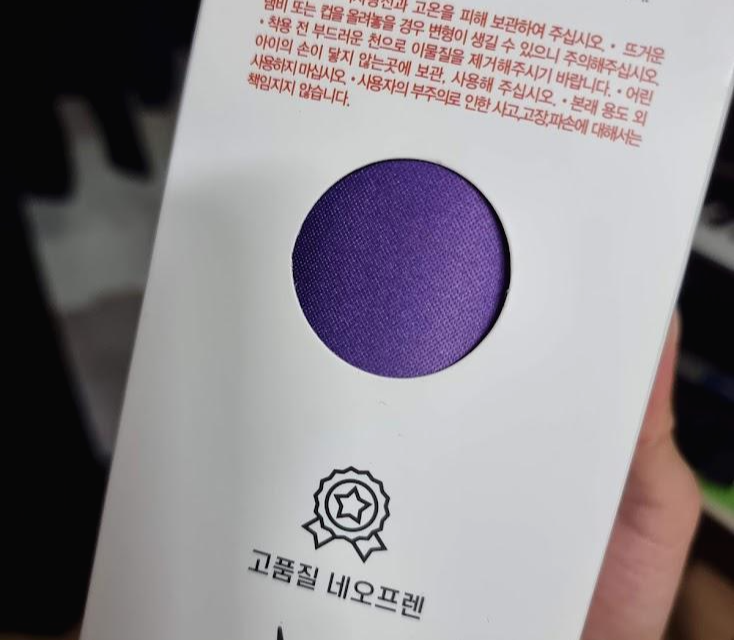 고온을 피해 보관하여 주십시오. • 뜨거운
냄비 또는 컵을 올려놓을 경우 변형이 생길 수 있으니 주의해주십시오.
• 착용 전 부드러운 천으로 이물질을 제거해주시기 바랍니다. • 어린
아이의 손이 닿지 않는곳에 보관, 사용해 주십시오. • 본래 용도 외
사용하지 마십시오. • 사용자의 부주의로 인한 사고,고장,파손에 대해서는
책임지지 않습니다.
고품질 네오프렌